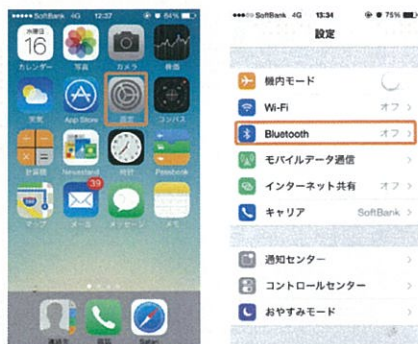 SoftBank 4G 12:37 64%
水曜日
16
カレンダー 写真 カメラ 株価
天気 App Store 設定 コンパス
計算機 Newsstand 時計 Passbook
39
マップ メール メッセージ メモ
連絡先 電話 Safari
SoftBank 4G 13:34 75%
設定
機内モード
Wi-Fi オフ
Bluetooth オフ
モバイルデータ通信
インターネット共有 オフ
キャリア SoftBank
通知センター
コントロールセンター
おやすみモード